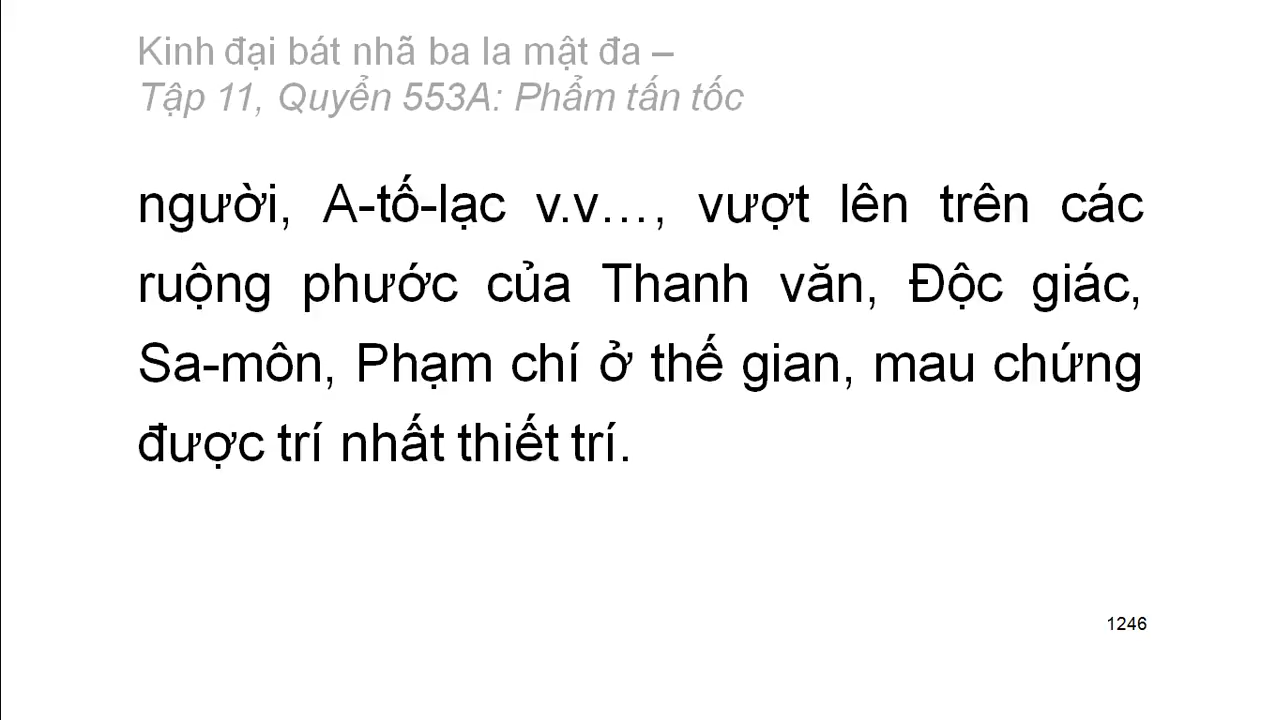 Kinh đại bát nhã ba la mật đa –
Tập 11, Quyển 553A: Phẩm tấn tốc
người, A-tố-lạc v.v…, vượt lên trên các
ruộng phước của Thanh văn, Độc giác,
Sa-môn, Phạm chí ở thế gian, mau chứng
được trí nhất thiết trí.
1246